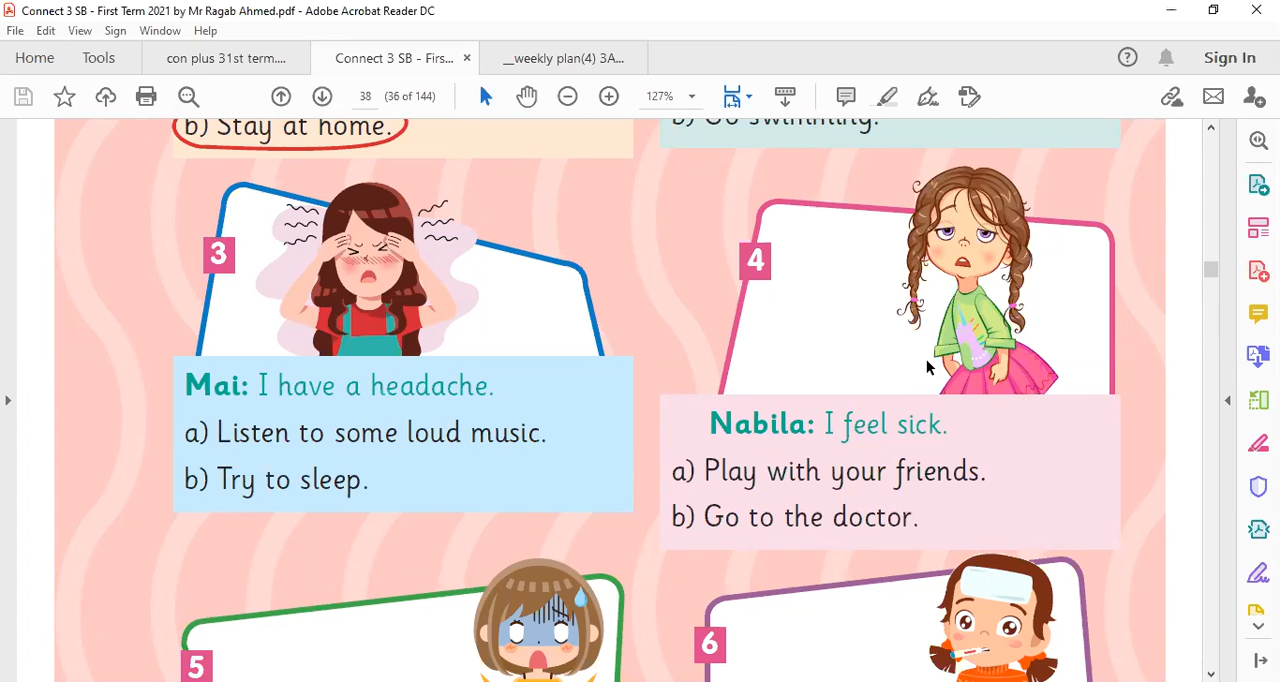 Connect 3 SB - First Term 2021 by Mr Ragab Ahmed.pdf - Adobe Acrobat Reader DC
File Edit View Sign Window Help
Home Tools con plus 31st term.... Connect 3 SB - Firs... × __weekly plan(4) 3A... Sign In
38 (36 of 144) 127%
b) Stay at home.
b) Go swimming.
3
4
Mai: I have a headache.
a) Listen to some loud music.
b) Try to sleep.
Nabila: I feel sick.
a) Play with your friends.
b) Go to the doctor.
5
6